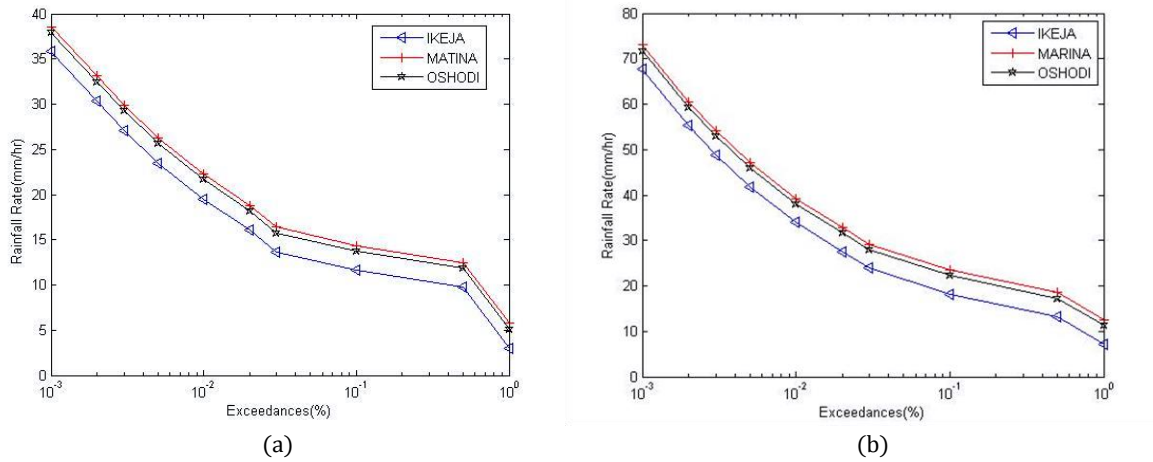 40
35
30
25
20
15
10
5
0
Rainfall Rate(mm/hr)
IKEJA
MATINA
OSHODI
10^-3
10^-2
10^-1
10^0
Exceedances(%)
(a)
80
70
60
50
40
30
20
10
0
Rainfall Rate(mm/hr)
IKEJA
MARINA
OSHODI
10^-3
10^-2
10^-1
10^0
Exceedances(%)
(b)